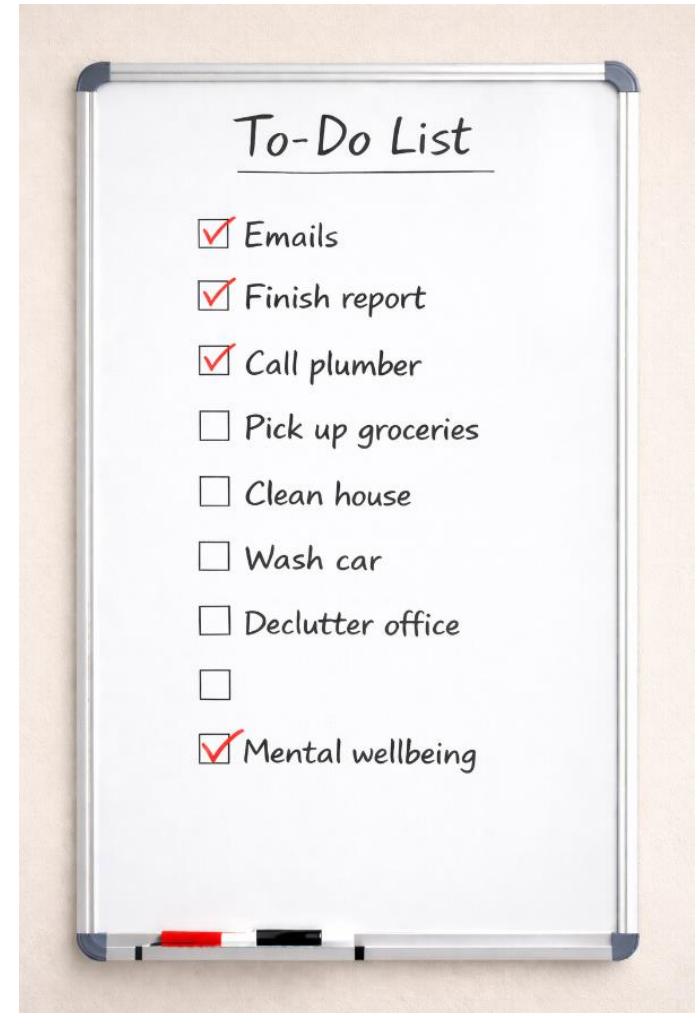 To-Do List
Emails
Finish report
Call plumber
Pick up groceries
Clean house
Wash car
Declutter office
Mental wellbeing